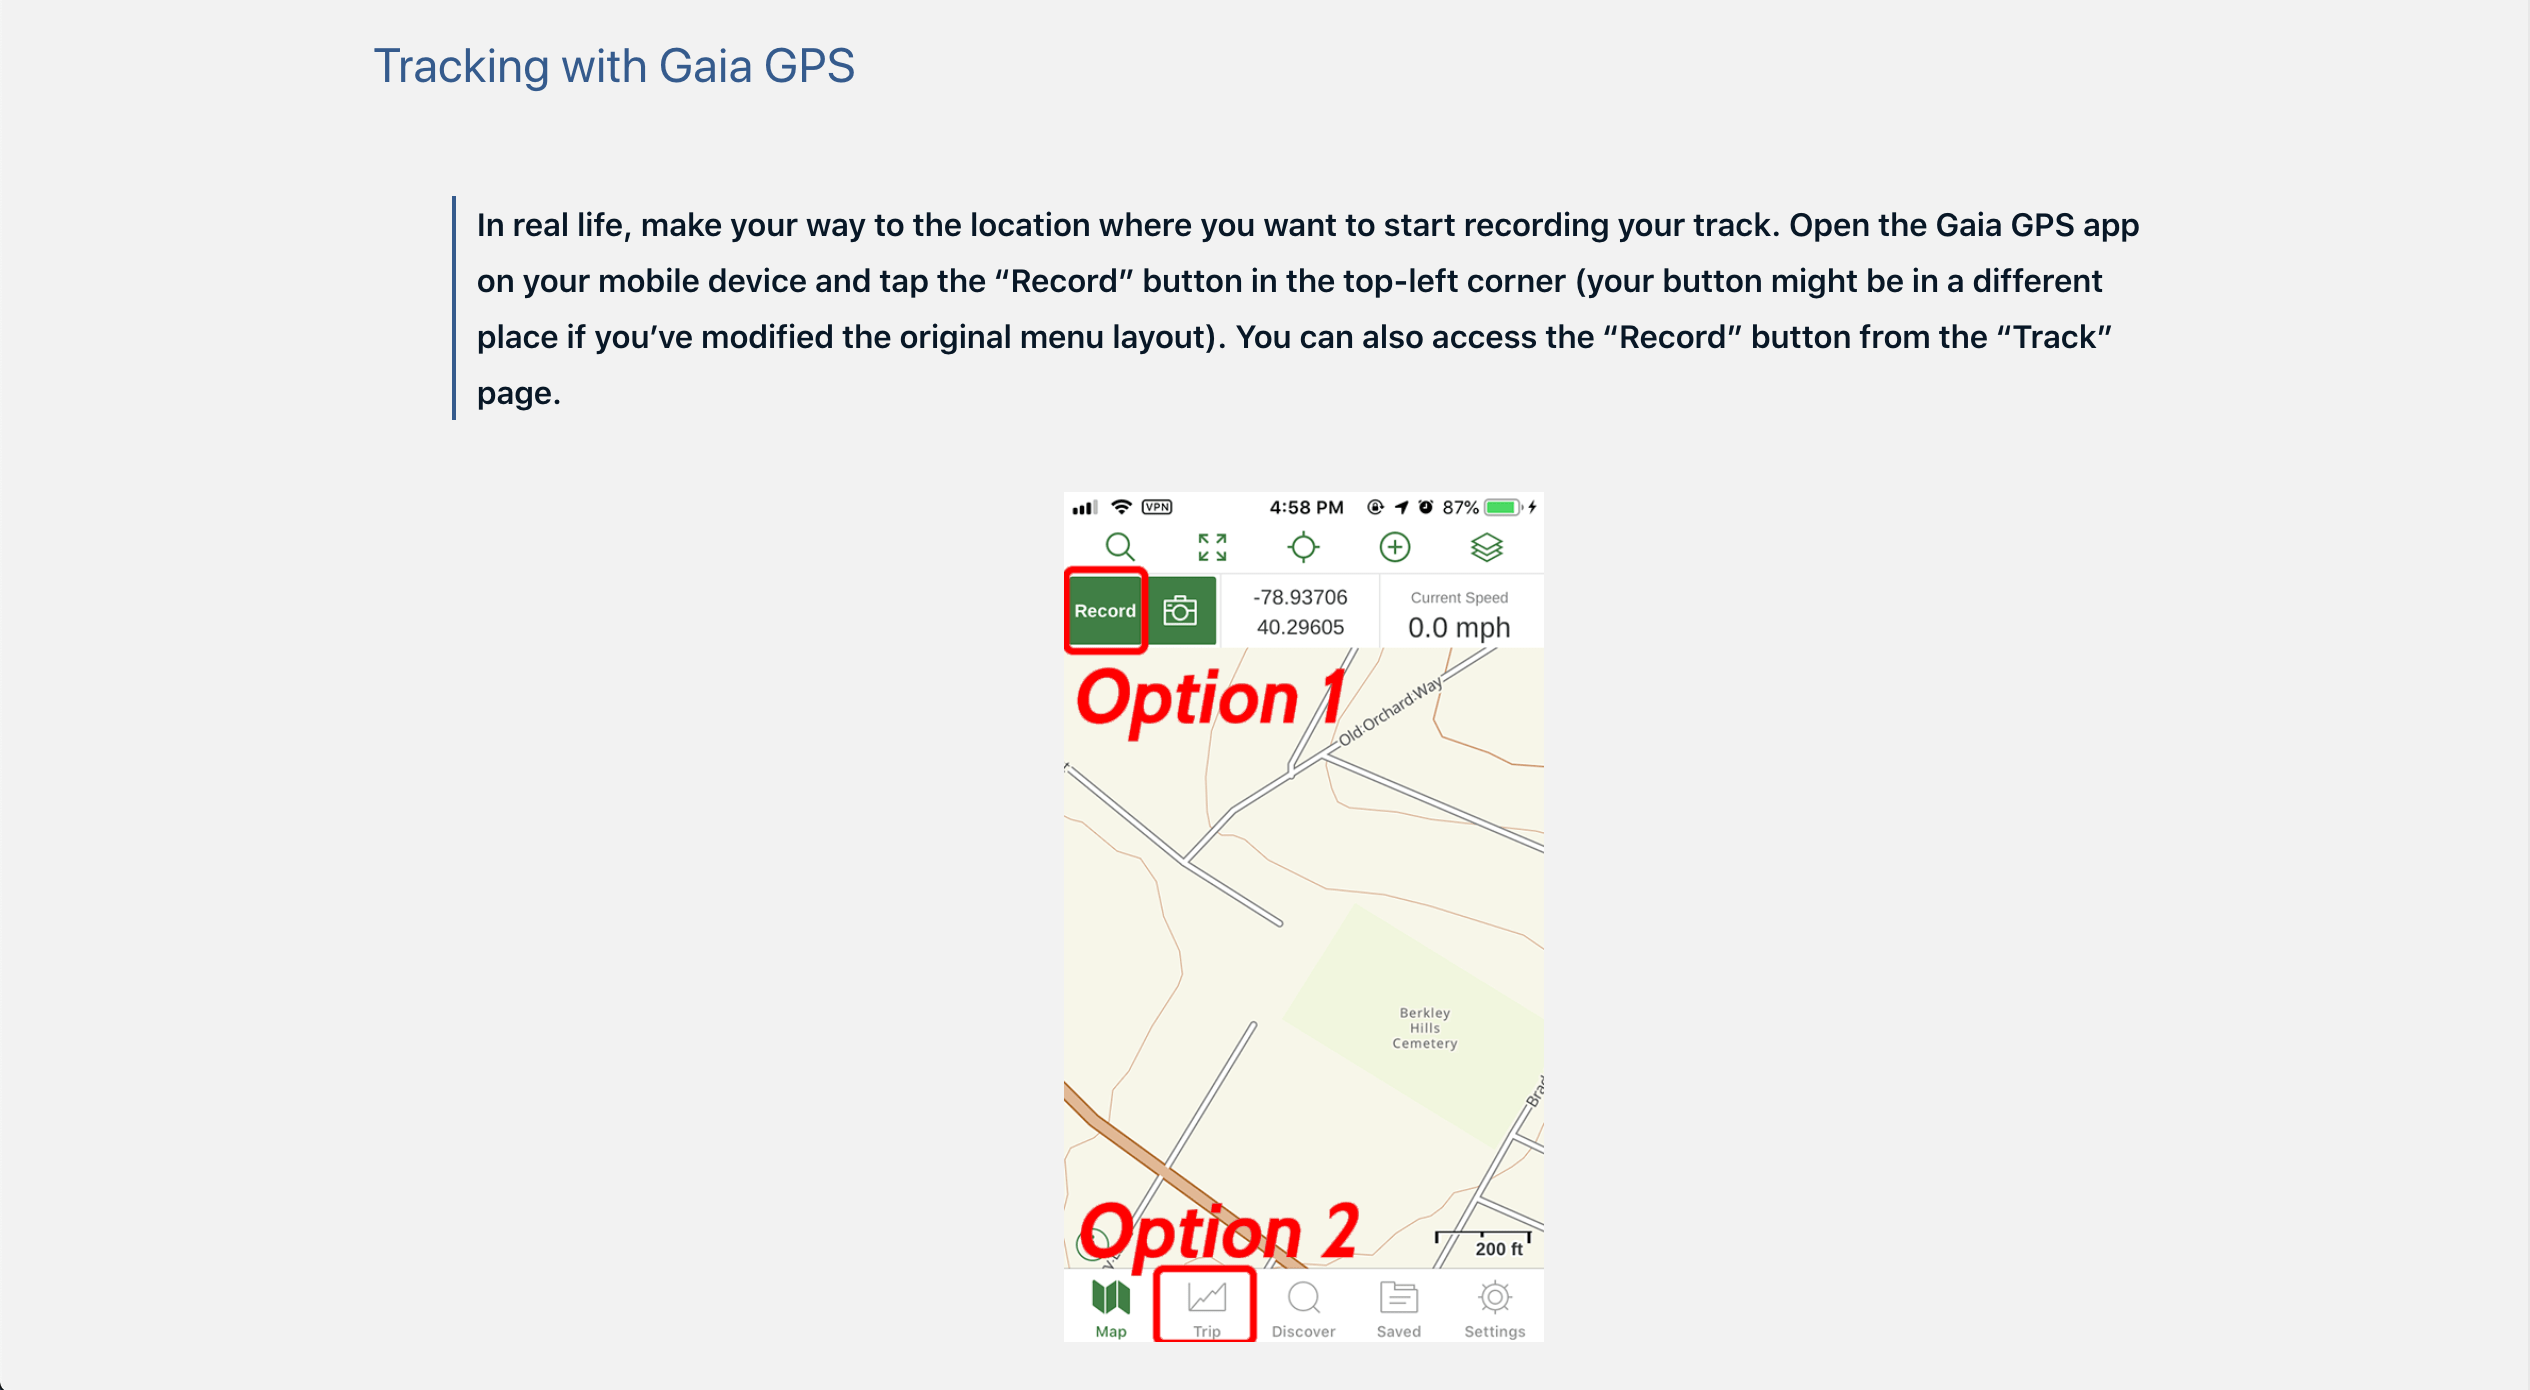 Tracking with Gaia GPS
In real life, make your way to the location where you want to start recording your track. Open the Gaia GPS app
on your mobile device and tap the “Record” button in the top-left corner (your button might be in a different
place if you’ve modified the original menu layout). You can also access the “Record” button from the “Track”
page.
VPN 4:58 PM 87%
Record
-78.93706
40.29605
Current Speed
0.0 mph
Option 1
Old Orchard Way
Berkley
Hills
Cemetery
Option 2
200 ft
Map Trip Discover Saved Settings